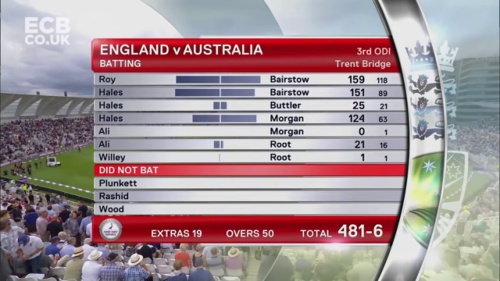 ECB
CO.UK
ENGLAND v AUSTRALIA 3rd ODI
BATTING Trent Bridge
Roy Bairstow 159 118
Hales Bairstow 151 89
Hales Buttler 25 21
Hales Morgan 124 63
Ali Morgan 0 1
Ali Root 21 16
Willey Root 1 1
DID NOT BAT
Plunkett
Rashid
Wood
EXTRAS 19 OVERS 50 TOTAL 481-6